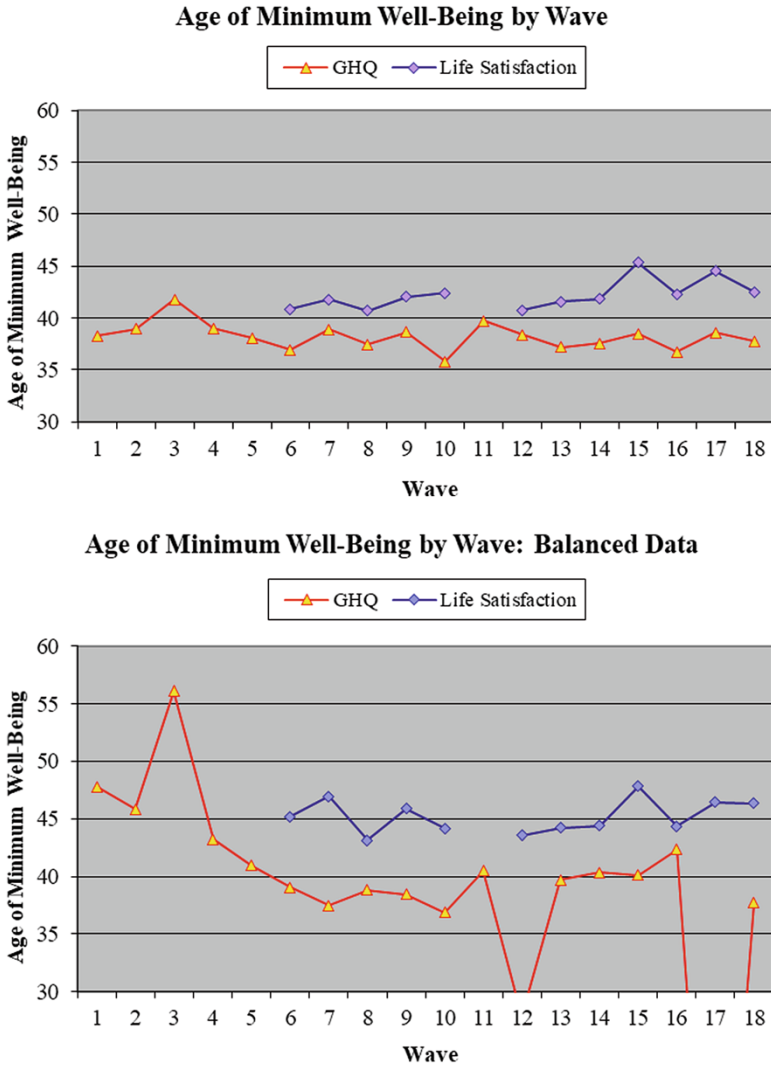 Age of Minimum Well-Being by Wave
GHQ Life Satisfaction
60
55
50
45
40
35
30
Age of Minimum Well-Being
1 2 3 4 5 6 7 8 9 10 11 12 13 14 15 16 17 18
Wave
Age of Minimum Well-Being by Wave: Balanced Data
GHQ Life Satisfaction
60
55
50
45
40
35
30
Age of Minimum Well-Being
1 2 3 4 5 6 7 8 9 10 11 12 13 14 15 16 17 18
Wave